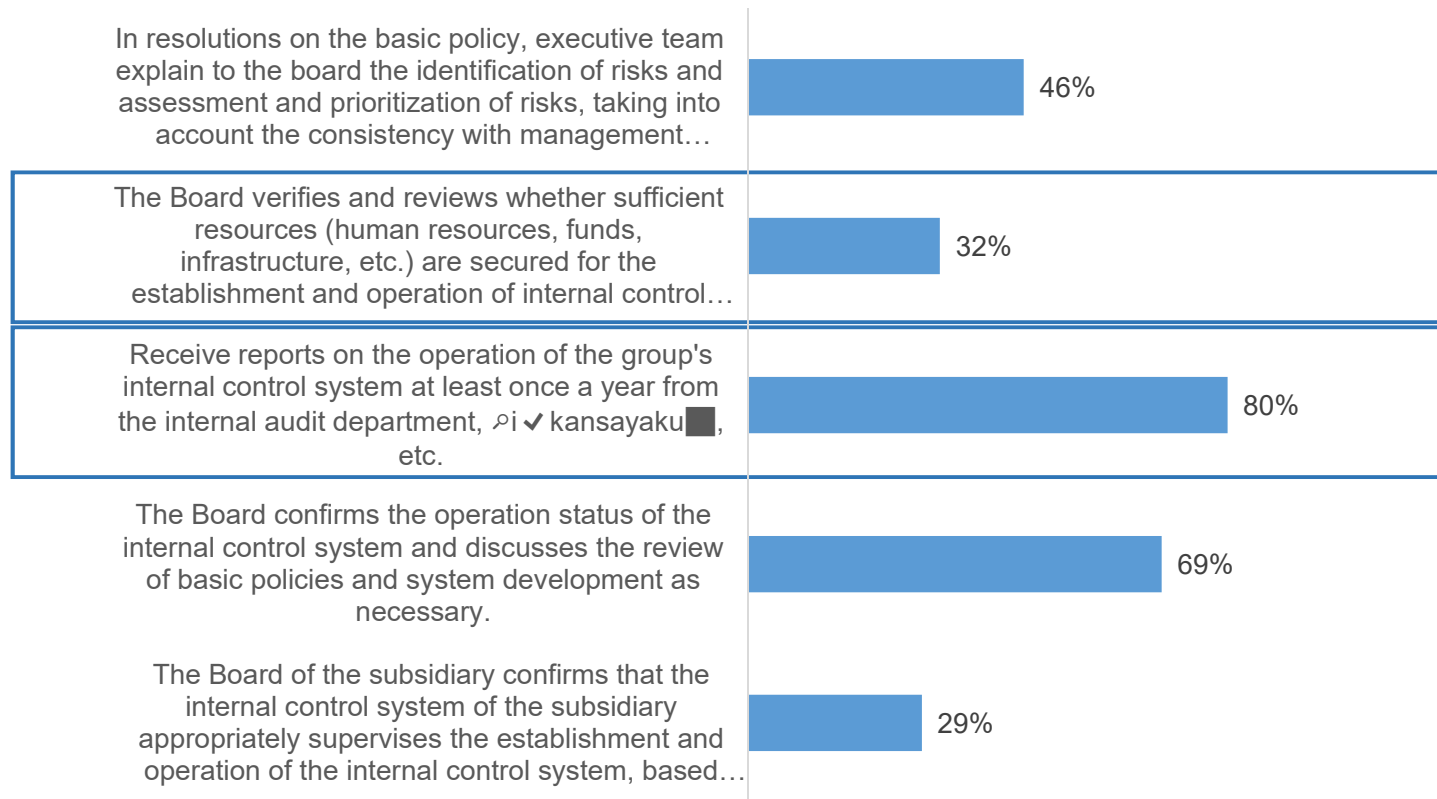 In resolutions on the basic policy, executive team
explain to the board the identification of risks and
assessment and prioritization of risks, taking into
account the consistency with management…
46%
The Board verifies and reviews whether sufficient
resources (human resources, funds,
infrastructure, etc.) are secured for the
establishment and operation of internal control…
32%
Receive reports on the operation of the group's
internal control system at least once a year from
the internal audit department, 🔎︎i✔kansayaku■,
etc.
80%
The Board confirms the operation status of the
internal control system and discusses the review
of basic policies and system development as
necessary.
69%
The Board of the subsidiary confirms that the
internal control system of the subsidiary
appropriately supervises the establishment and
operation of the internal control system, based…
29%